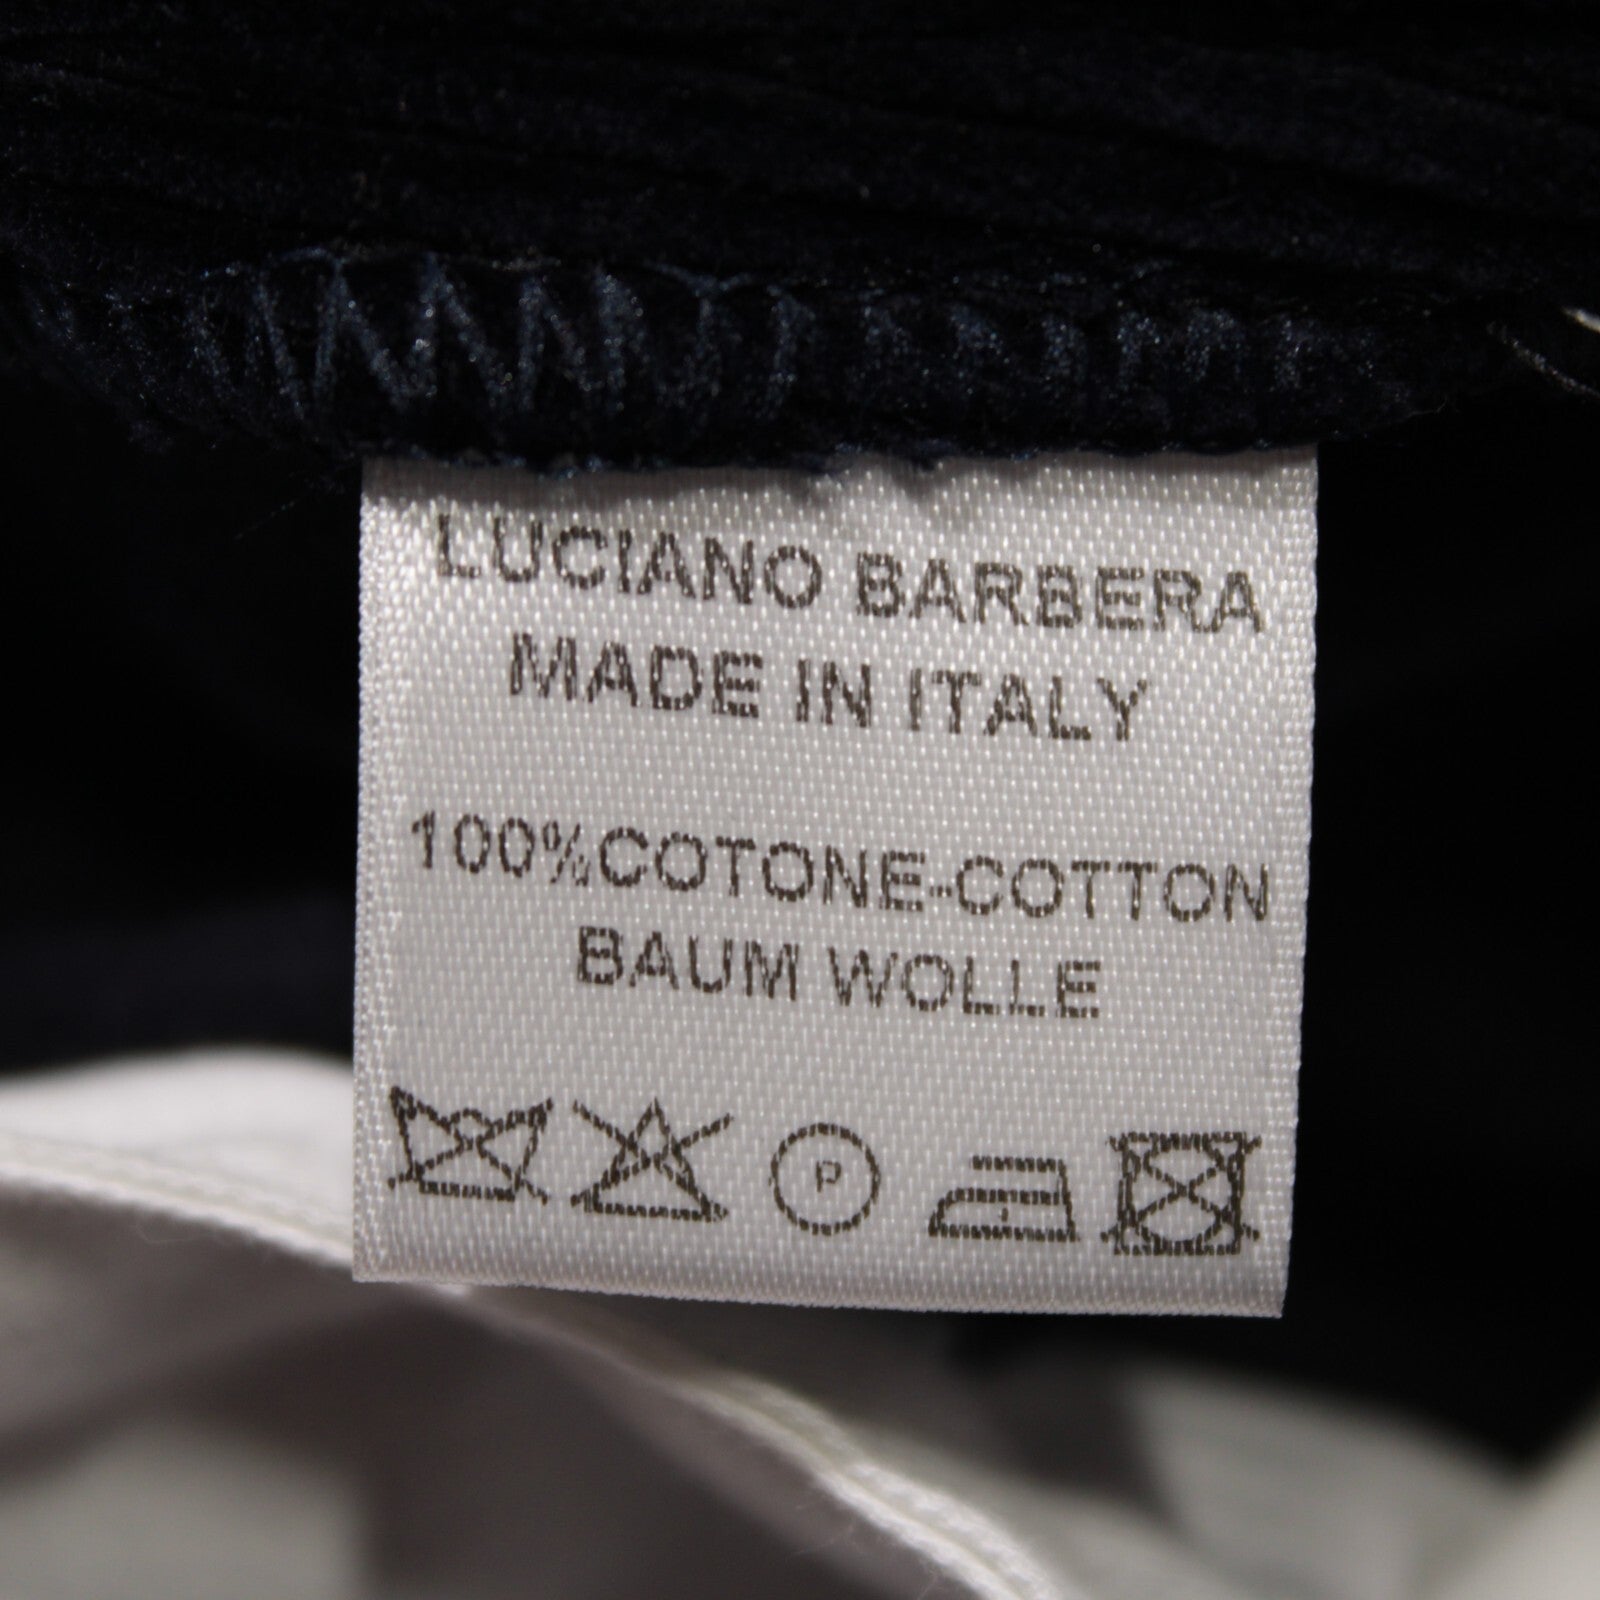 LUCIANO BARBERA
MADE IN ITALY
100%COTONE-COTTON
BAUM WOLLE
P